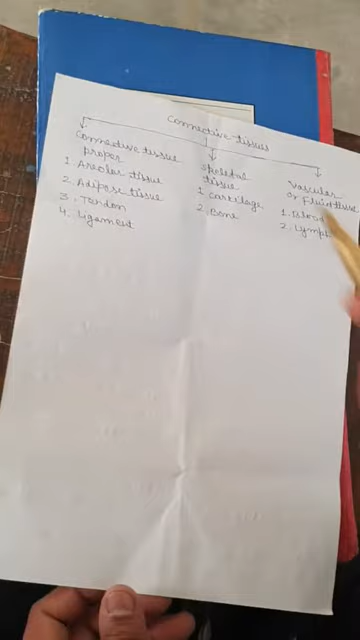 Connective tissues
Connective tissue
proper
1. Areolar tissue
2. Adipose tissue
3. Tendon
4. Ligament
Skeletal
tissue
1. Cartilage
2. Bone
Vascular
or Fluid tissue
1. Blood
2. Lymph